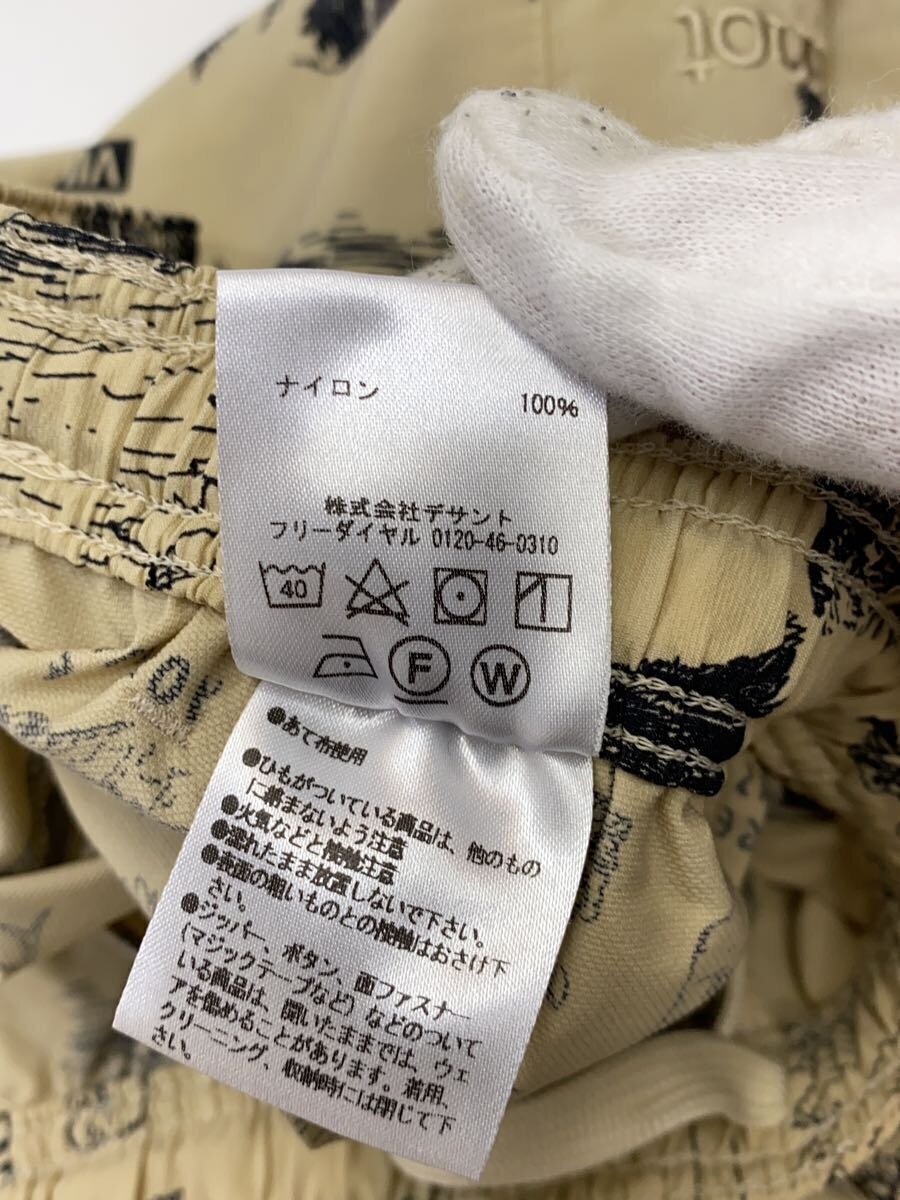 ナイロン 100%
株式会社デサント
フリーダイヤル 0120-46-0310
40
F W
●あて布使用
●ひもがついている商品は、他のもの
に絡まないよう注意
●火気などとの接触注意
●濡れたまま放置しないで下さい。
●表面の粗いものとの接触はおさけ下
さい。
●ジッパー、ボタン、面ファスナー
(マジックテープなど)などのついて
いる商品は、開いたままでは、ウェ
アを傷めることがあります。着用、
クリーニング、収納時には閉じて下
さい。